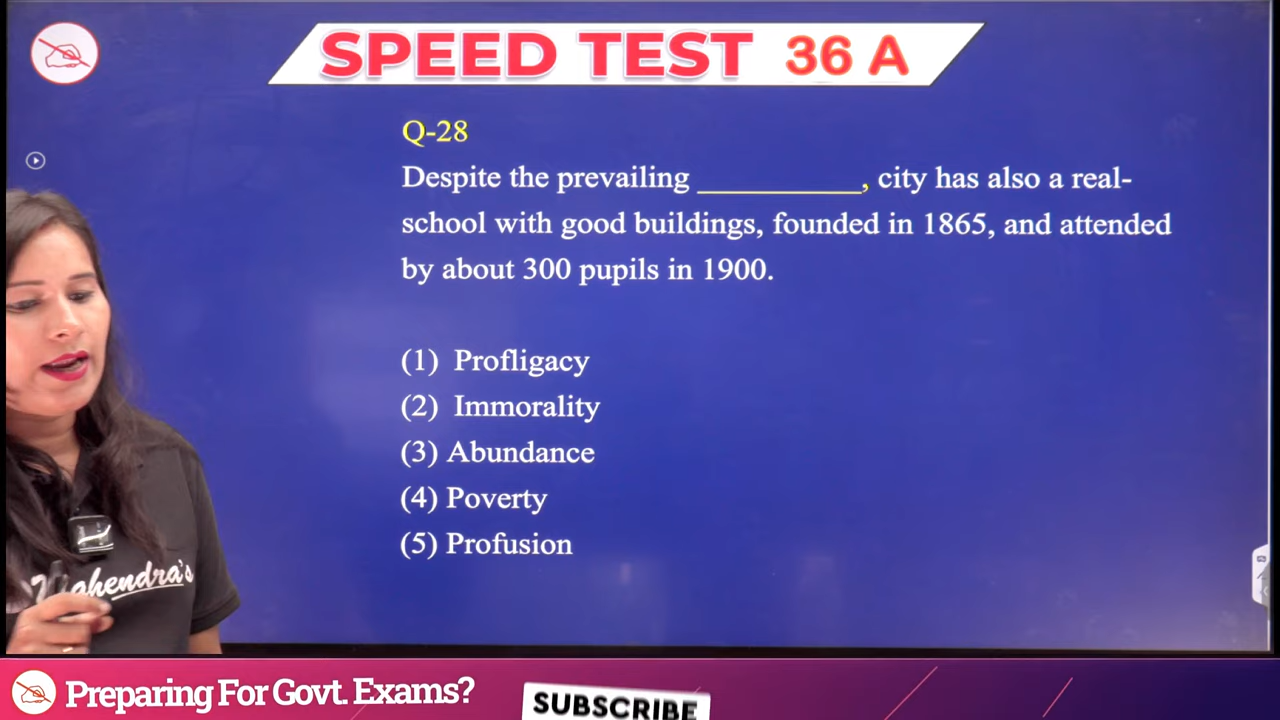 SPEED TEST 36 A
Q-28
Despite the prevailing ___________, city has also a real-
school with good buildings, founded in 1865, and attended
by about 300 pupils in 1900.
(1) Profligacy
(2) Immorality
(3) Abundance
(4) Poverty
(5) Profusion
Mahendra's
Preparing For Govt. Exams?
SUBSCRIBE